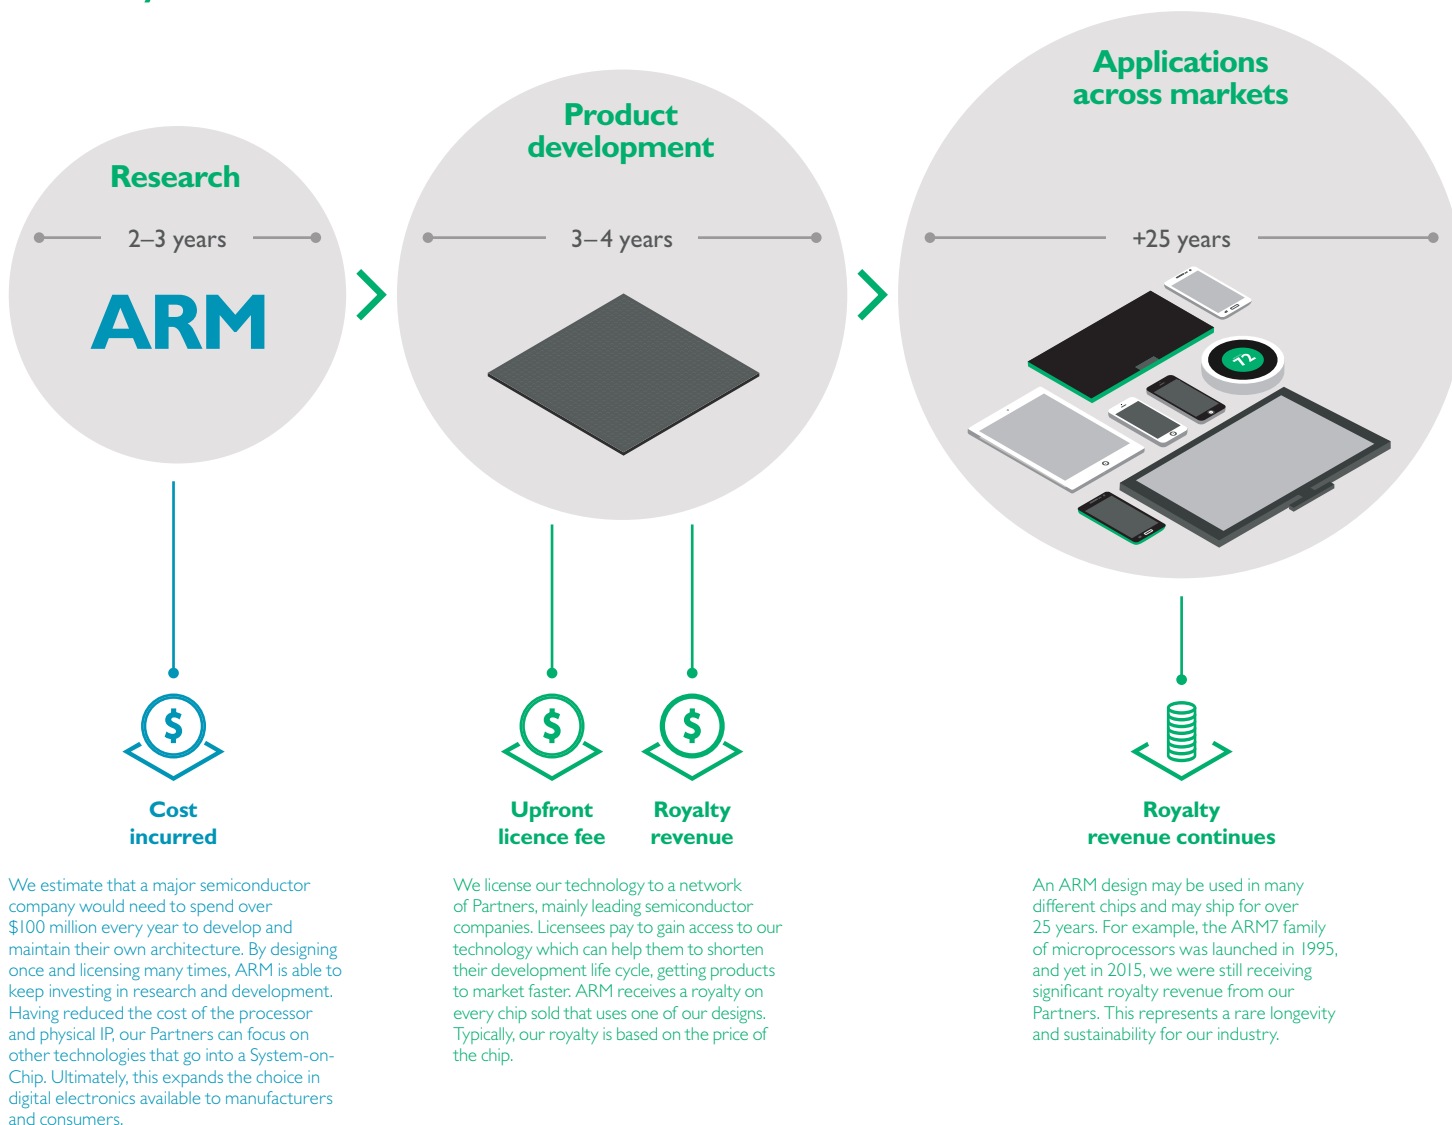 Research
2–3 years
ARM
Product
development
3–4 years
Applications
across markets
+25 years
72
$
Cost
incurred
We estimate that a major semiconductor
company would need to spend over
$100 million every year to develop and
maintain their own architecture. By designing
once and licensing many times, ARM is able to
keep investing in research and development.
Having reduced the cost of the processor
and physical IP, our Partners can focus on
other technologies that go into a System-on-
Chip. Ultimately, this expands the choice in
digital electronics available to manufacturers
and consumers.
$
Upfront
licence fee
$
Royalty
revenue
We license our technology to a network
of Partners, mainly leading semiconductor
companies. Licensees pay to gain access to our
technology which can help them to shorten
their development life cycle, getting products
to market faster. ARM receives a royalty on
every chip sold that uses one of our designs.
Typically, our royalty is based on the price of
the chip.
Royalty
revenue continues
An ARM design may be used in many
different chips and may ship for over
25 years. For example, the ARM7 family
of microprocessors was launched in 1995,
and yet in 2015, we were still receiving
significant royalty revenue from our
Partners. This represents a rare longevity
and sustainability for our industry.